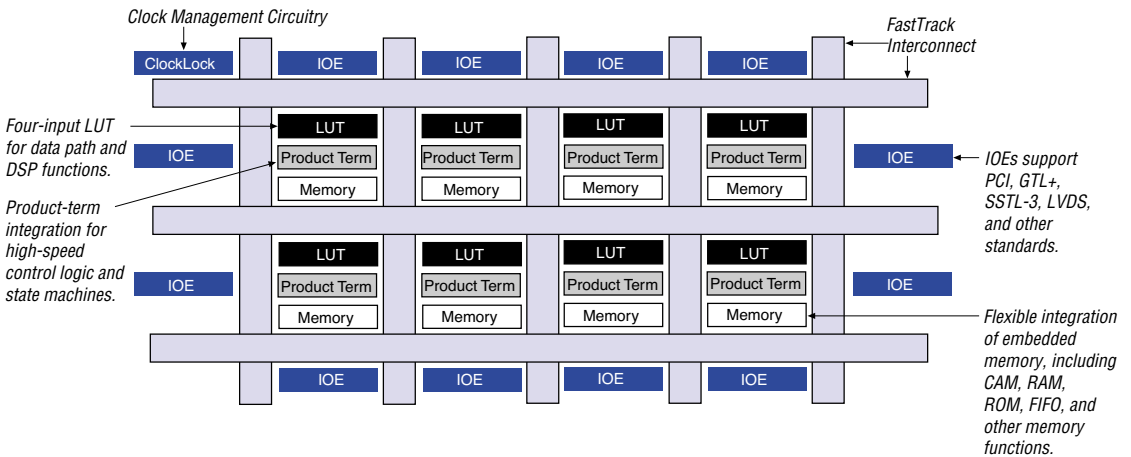 Clock Management Circuitry
FastTrack
Interconnect
ClockLock
IOE
IOE
IOE
IOE
Four-input LUT
for data path and
DSP functions.
LUT
LUT
LUT
LUT
IOE
Product Term
Product Term
Product Term
Product Term
IOE
IOEs support
PCI, GTL+,
SSTL-3, LVDS,
and other
standards.
Memory
Memory
Memory
Memory
Product-term
integration for
high-speed
control logic and
state machines.
LUT
LUT
LUT
LUT
IOE
Product Term
Product Term
Product Term
Product Term
IOE
Memory
Memory
Memory
Memory
Flexible integration
of embedded
memory, including
CAM, RAM,
ROM, FIFO, and
other memory
functions.
IOE
IOE
IOE
IOE